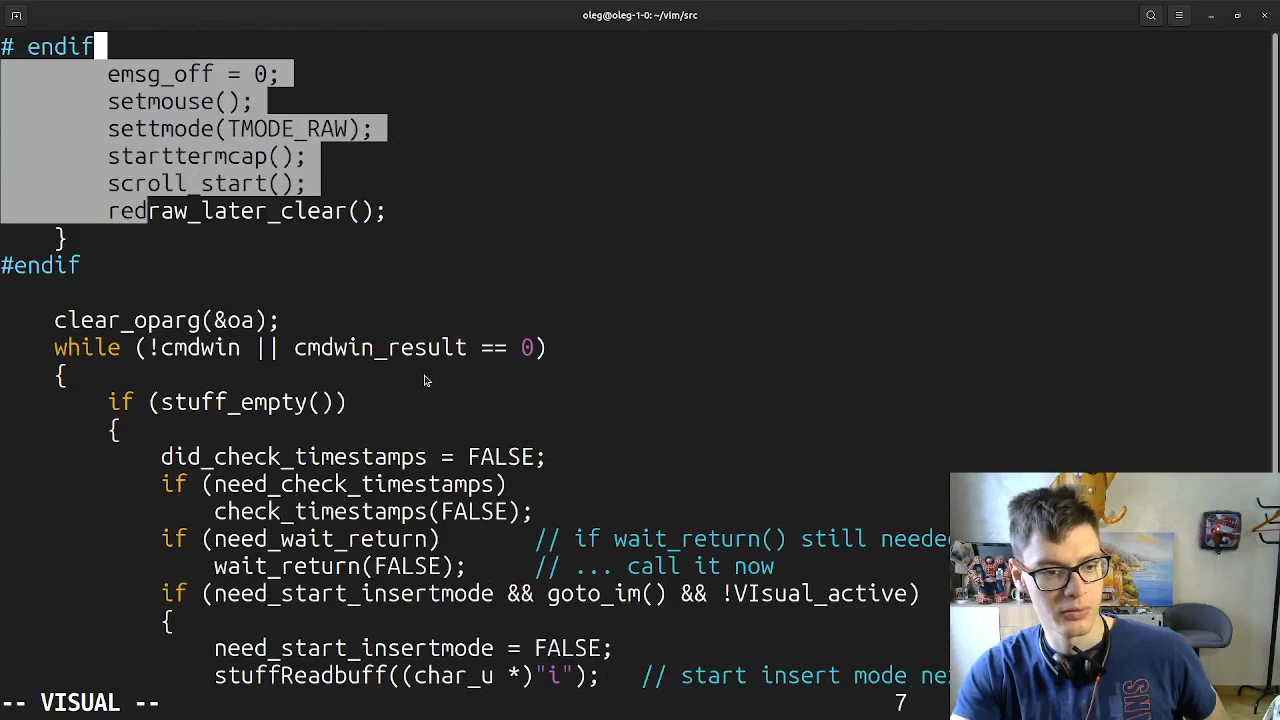 oleg@oleg-1-0: ~/vim/src
# endif
emsg_off = 0;
setmouse();
settmode(TMODE_RAW);
starttermcap();
scroll_start();
redraw_later_clear();
}
#endif
clear_oparg(&oa);
while (!cmdwin || cmdwin_result == 0)
{
if (stuff_empty())
{
did_check_timestamps = FALSE;
if (need_check_timestamps)
check_timestamps(FALSE);
if (need_wait_return) // if wait_return() still neede
wait_return(FALSE); // ... call it now
if (need_start_insertmode && goto_im() && !VIsual_active)
{
need_start_insertmode = FALSE;
stuffReadbuff((char_u *)"i"); // start insert mode ne
-- VISUAL -- 7